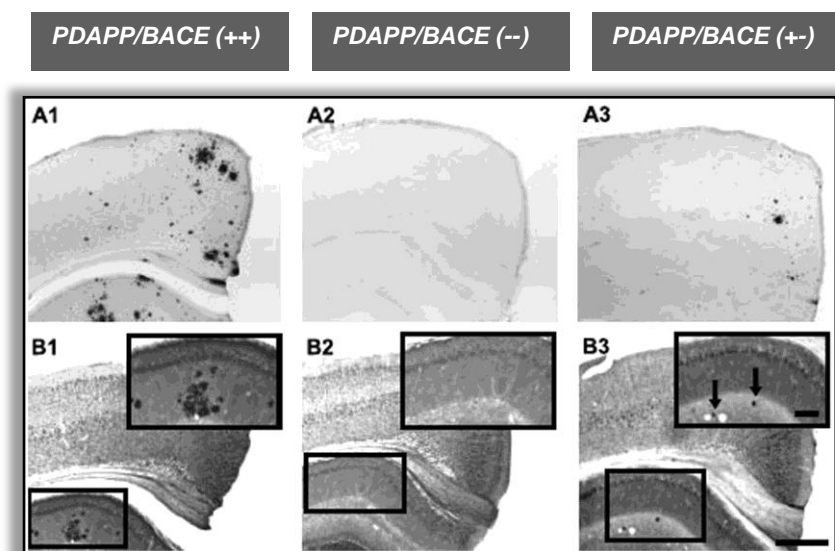 PDAPP/BACE (++) PDAPP/BACE (--) PDAPP/BACE (+-)
A1 A2 A3
B1 B2 B3